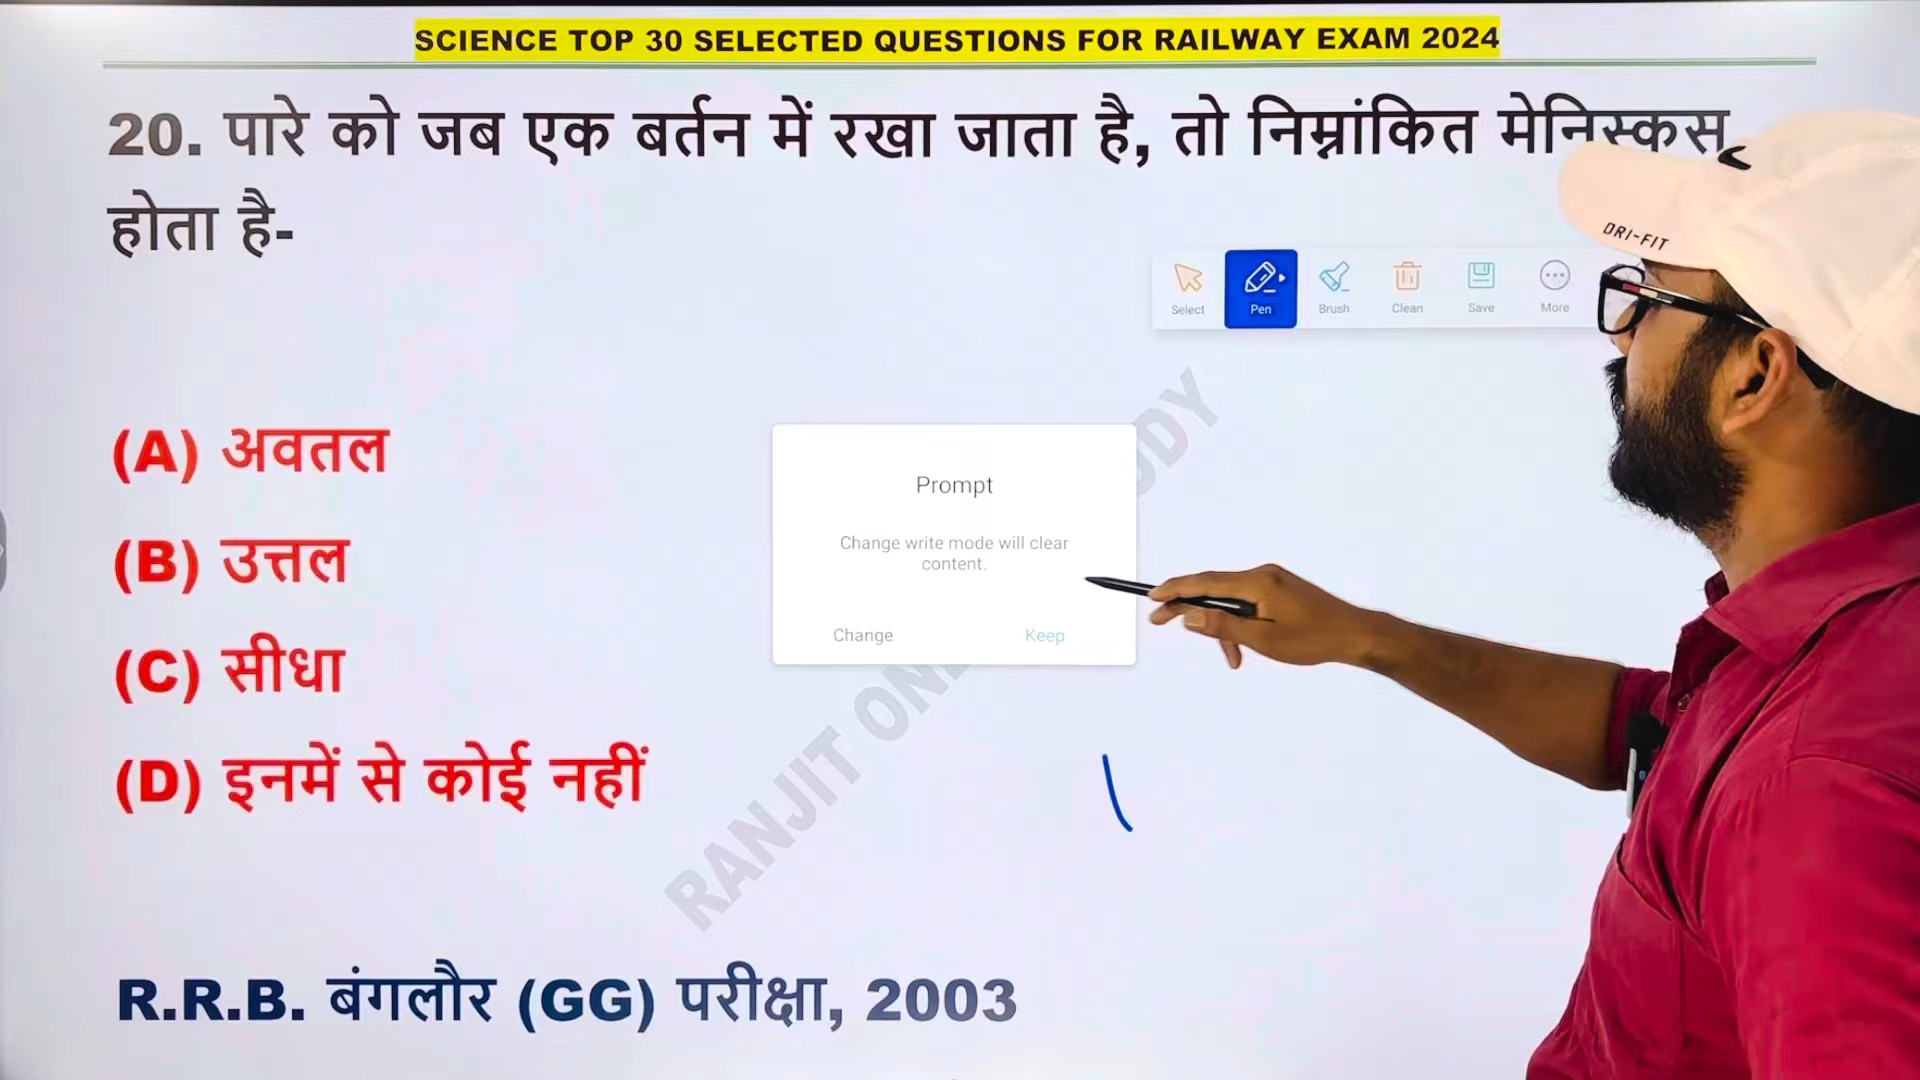 SCIENCE TOP 30 SELECTED QUESTIONS FOR RAILWAY EXAM 2024
20. पारे को जब एक बर्तन में रखा जाता है, तो निम्नांकित मेनिस्कस
होता है-
DRI-FIT
Select Pen Brush Clean Save More
(A) अवतल
(B) उत्तल
(C) सीधा
(D) इनमें से कोई नहीं
Prompt
Change write mode will clear
content.
Change Keep
RANJIT
R.R.B. बंगलौर (GG) परीक्षा, 2003